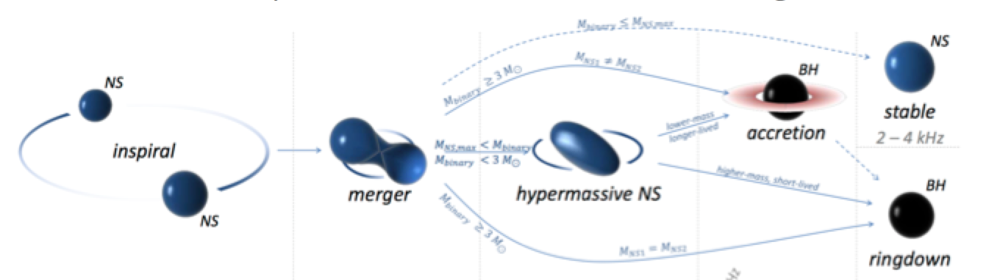 NS
inspiral
NS
merger
M_binary ≤ M_NS,max
M_binary ≥ 3 M_⊙
M_NS1 ≠ M_NS2
M_NS,max < M_binary
M_binary < 3 M_⊙
hypermassive NS
lower-mass
longer-lived
higher-mass, short-lived
M_binary ≥ 3 M_⊙
M_NS1 = M_NS2
BH
accretion
NS
stable
2 – 4 kHz
BH
ringdown